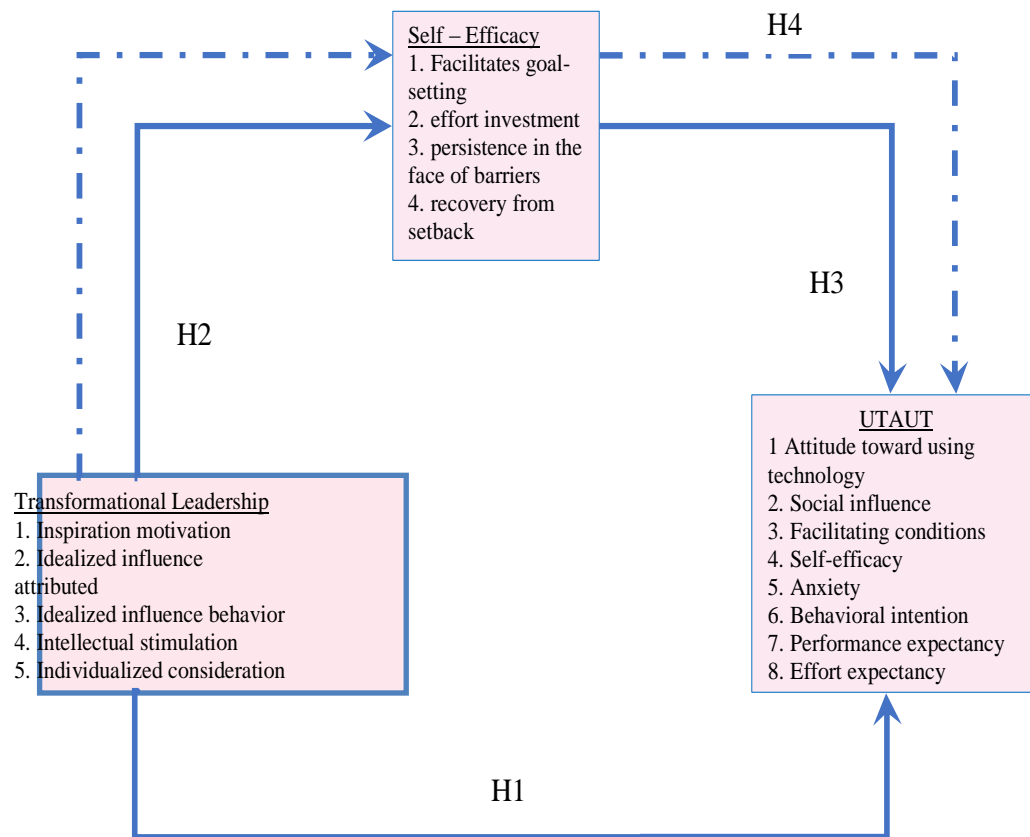 H4
Self – Efficacy
1. Facilitates goal-
setting
2. effort investment
3. persistence in the
face of barriers
4. recovery from
setback
H3
H2
Transformational Leadership
1. Inspiration motivation
2. Idealized influence
attributed
3. Idealized influence behavior
4. Intellectual stimulation
5. Individualized consideration
UTAUT
1 Attitude toward using
technology
2. Social influence
3. Facilitating conditions
4. Self-efficacy
5. Anxiety
6. Behavioral intention
7. Performance expectancy
8. Effort expectancy
H1